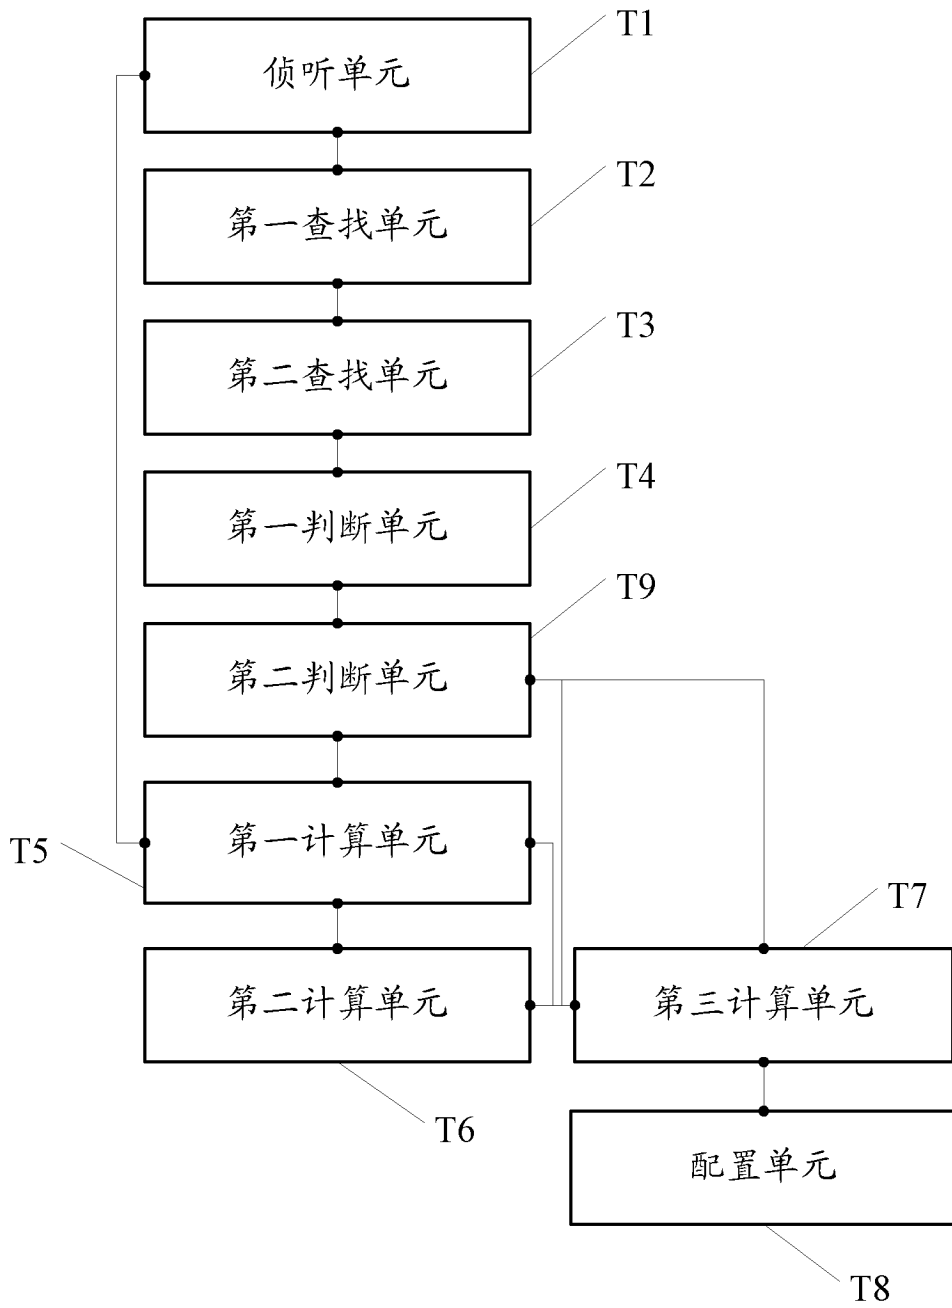 T1
侦听单元
T2
第一查找单元
T3
第二查找单元
T4
第一判断单元
T9
第二判断单元
第一计算单元
T5
T7
第二计算单元
第三计算单元
T6
配置单元
T8